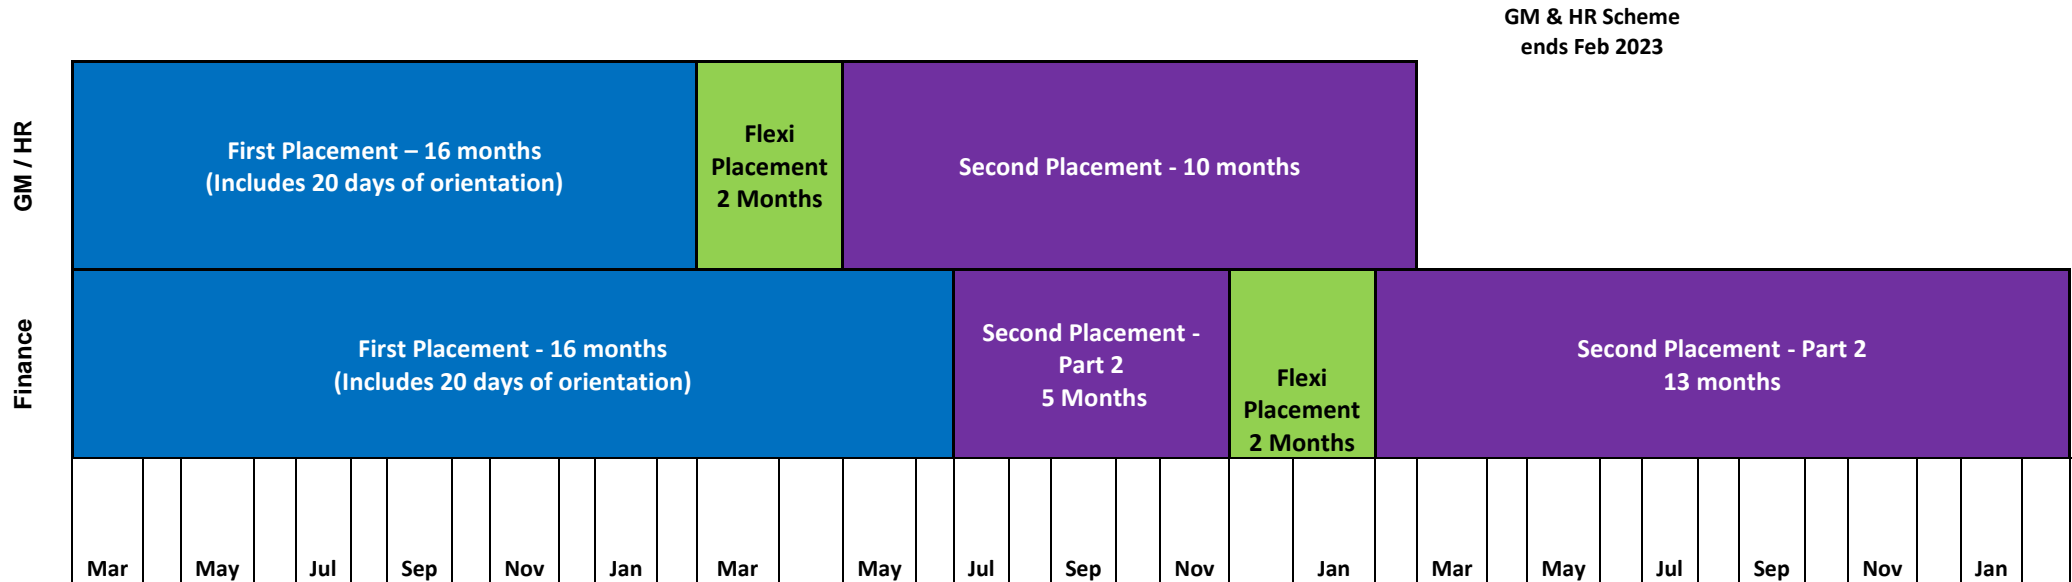 GM & HR Scheme
ends Feb 2023
GM / HR
First Placement – 16 months
(Includes 20 days of orientation)
Flexi
Placement
2 Months
Second Placement - 10 months
Finance
First Placement - 16 months
(Includes 20 days of orientation)
Second Placement -
Part 2
5 Months
Flexi
Placement
2 Months
Second Placement - Part 2
13 months
Mar May Jul Sep Nov Jan Mar May Jul Sep Nov Jan Mar May Jul Sep Nov Jan